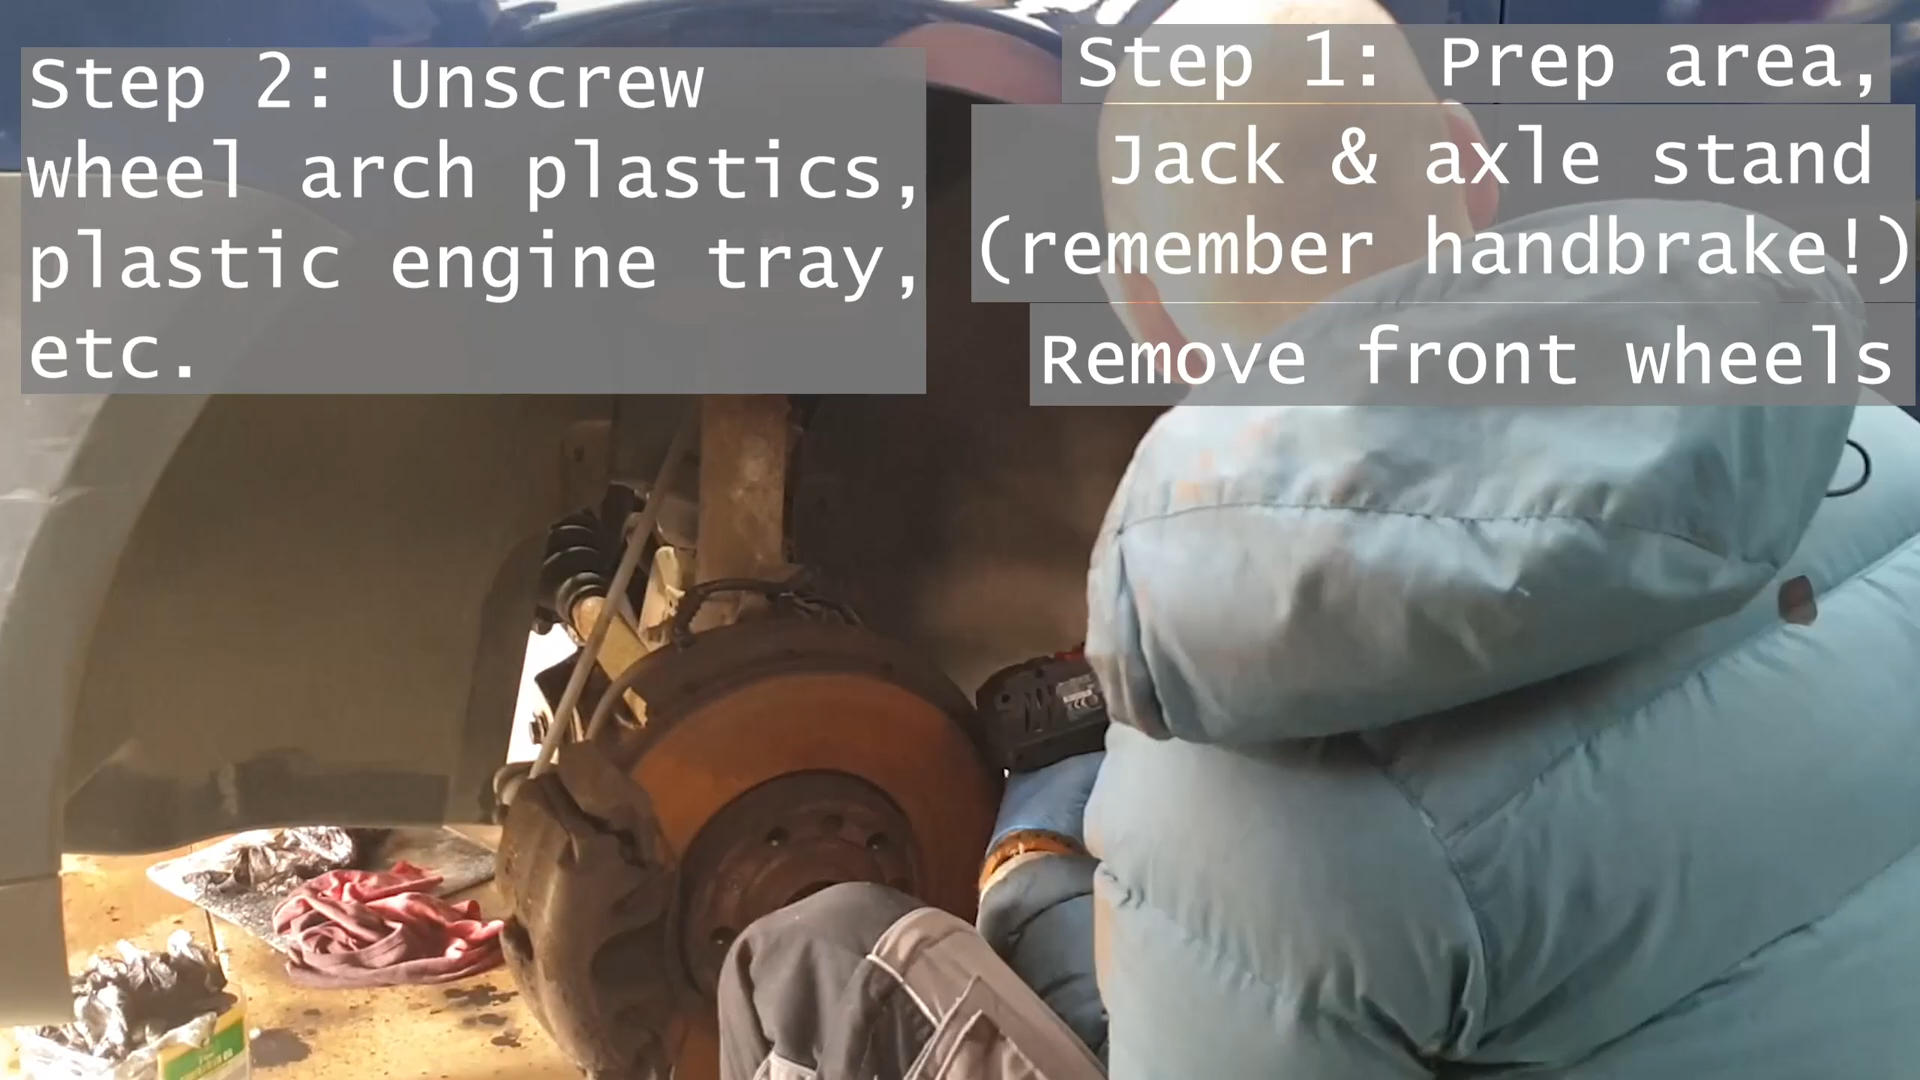 Step 1: Prep area,
Jack & axle stand
(remember handbrake!)
Remove front wheels
Step 2: Unscrew
wheel arch plastics,
plastic engine tray,
etc.